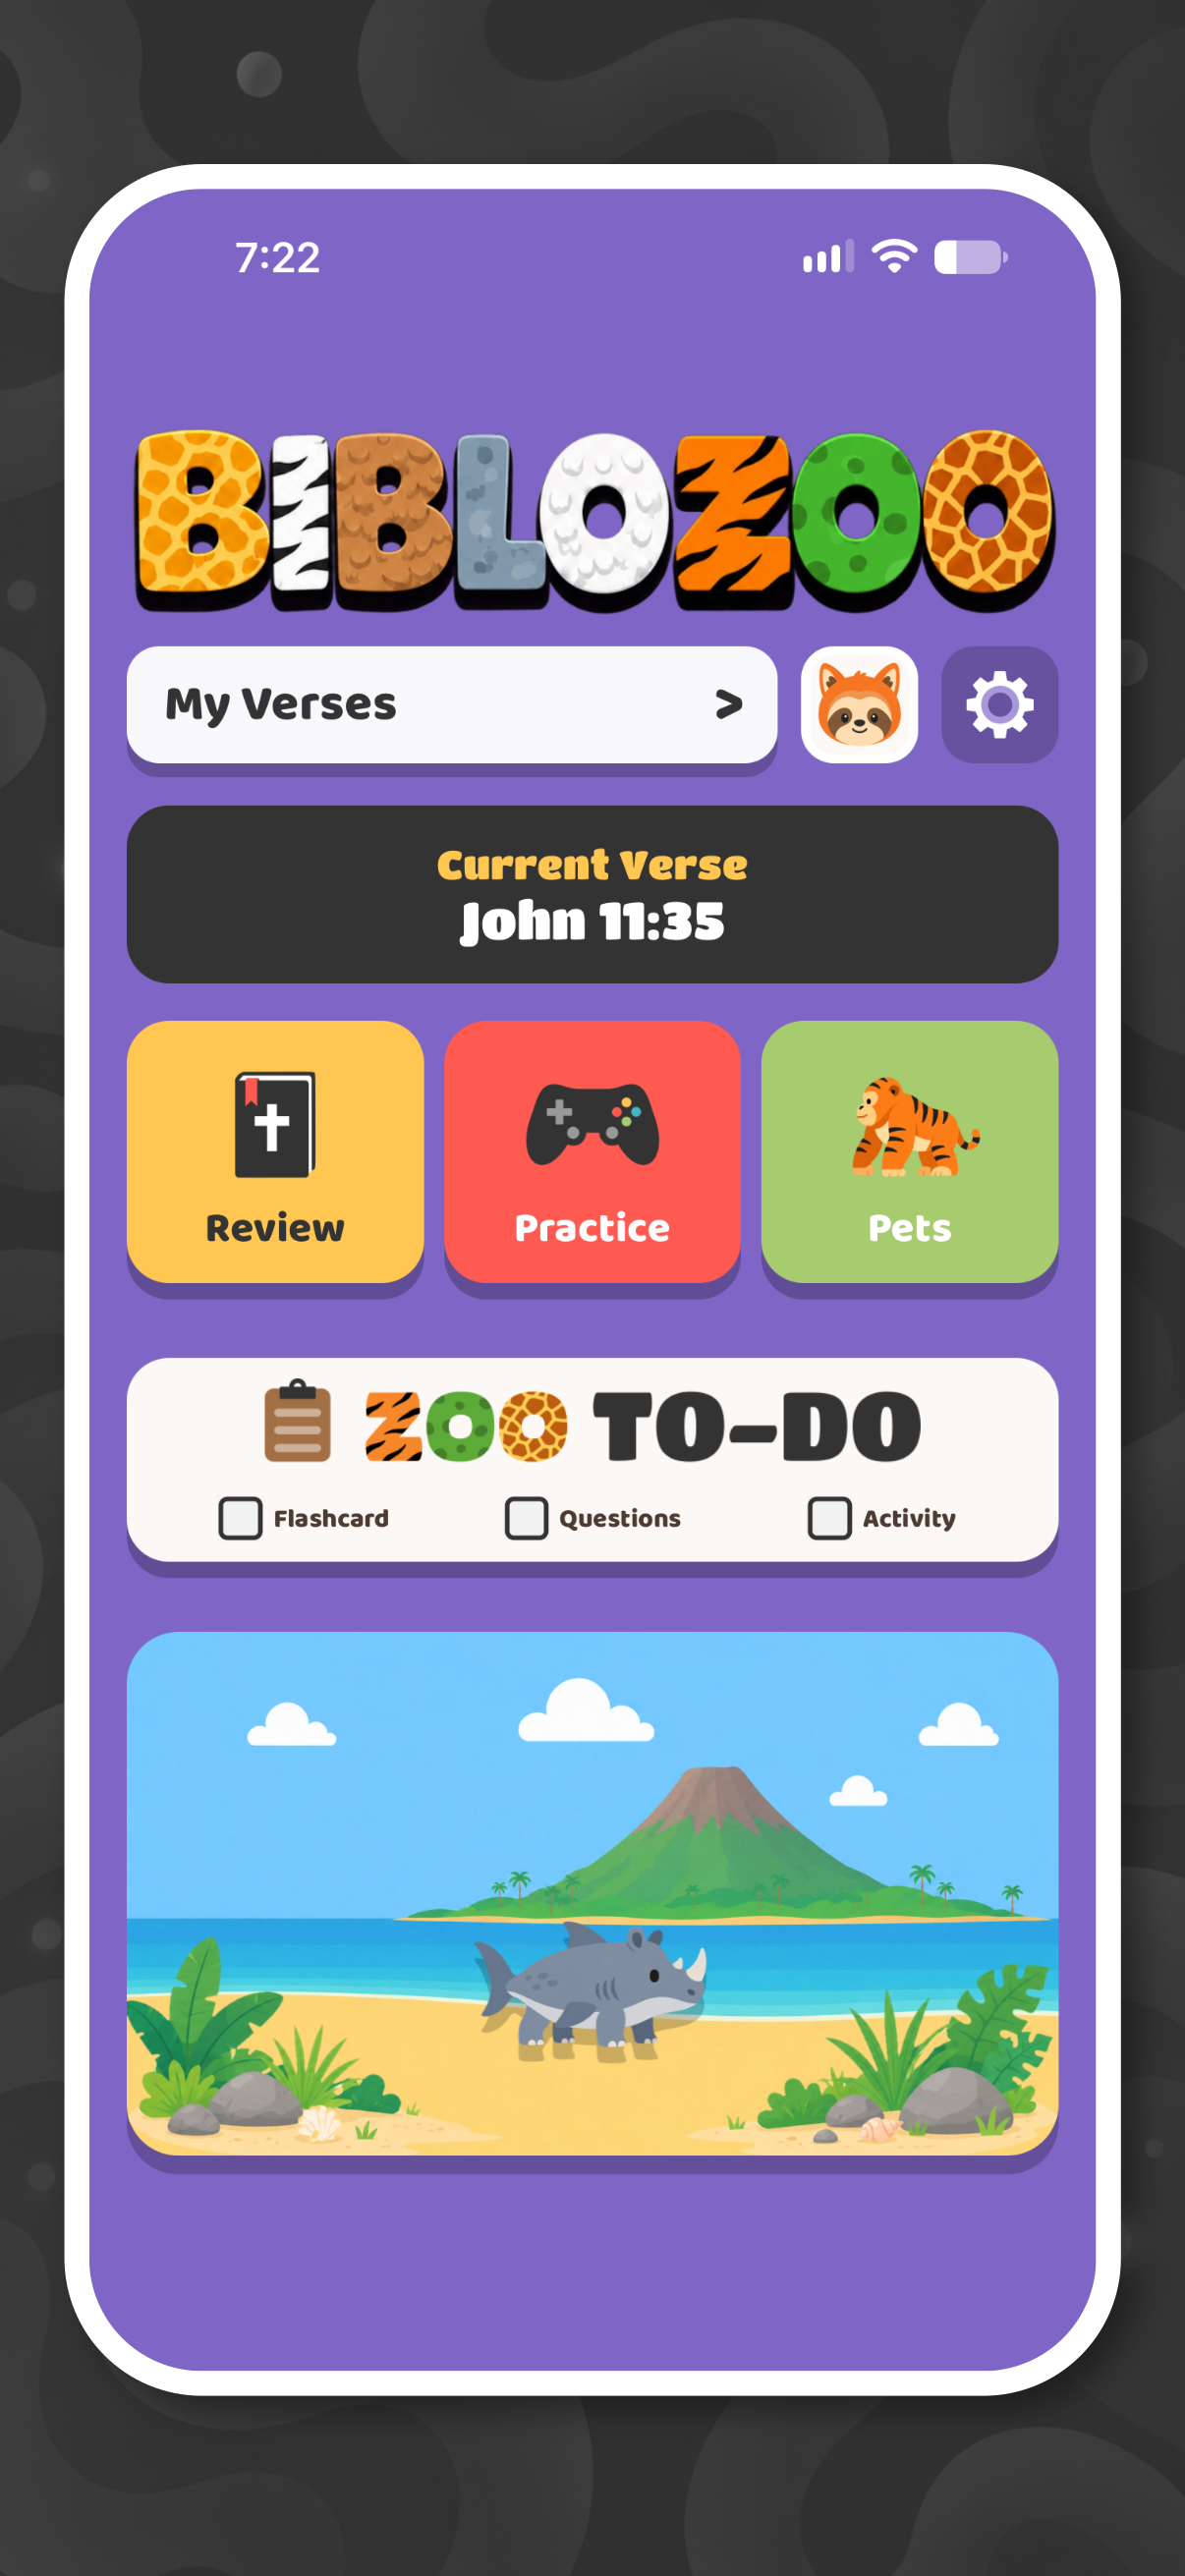 7:22
BIBLOZOO
My Verses >
Current Verse
John 11:35
Review Practice Pets
ZOO TO-DO
Flashcard Questions Activity